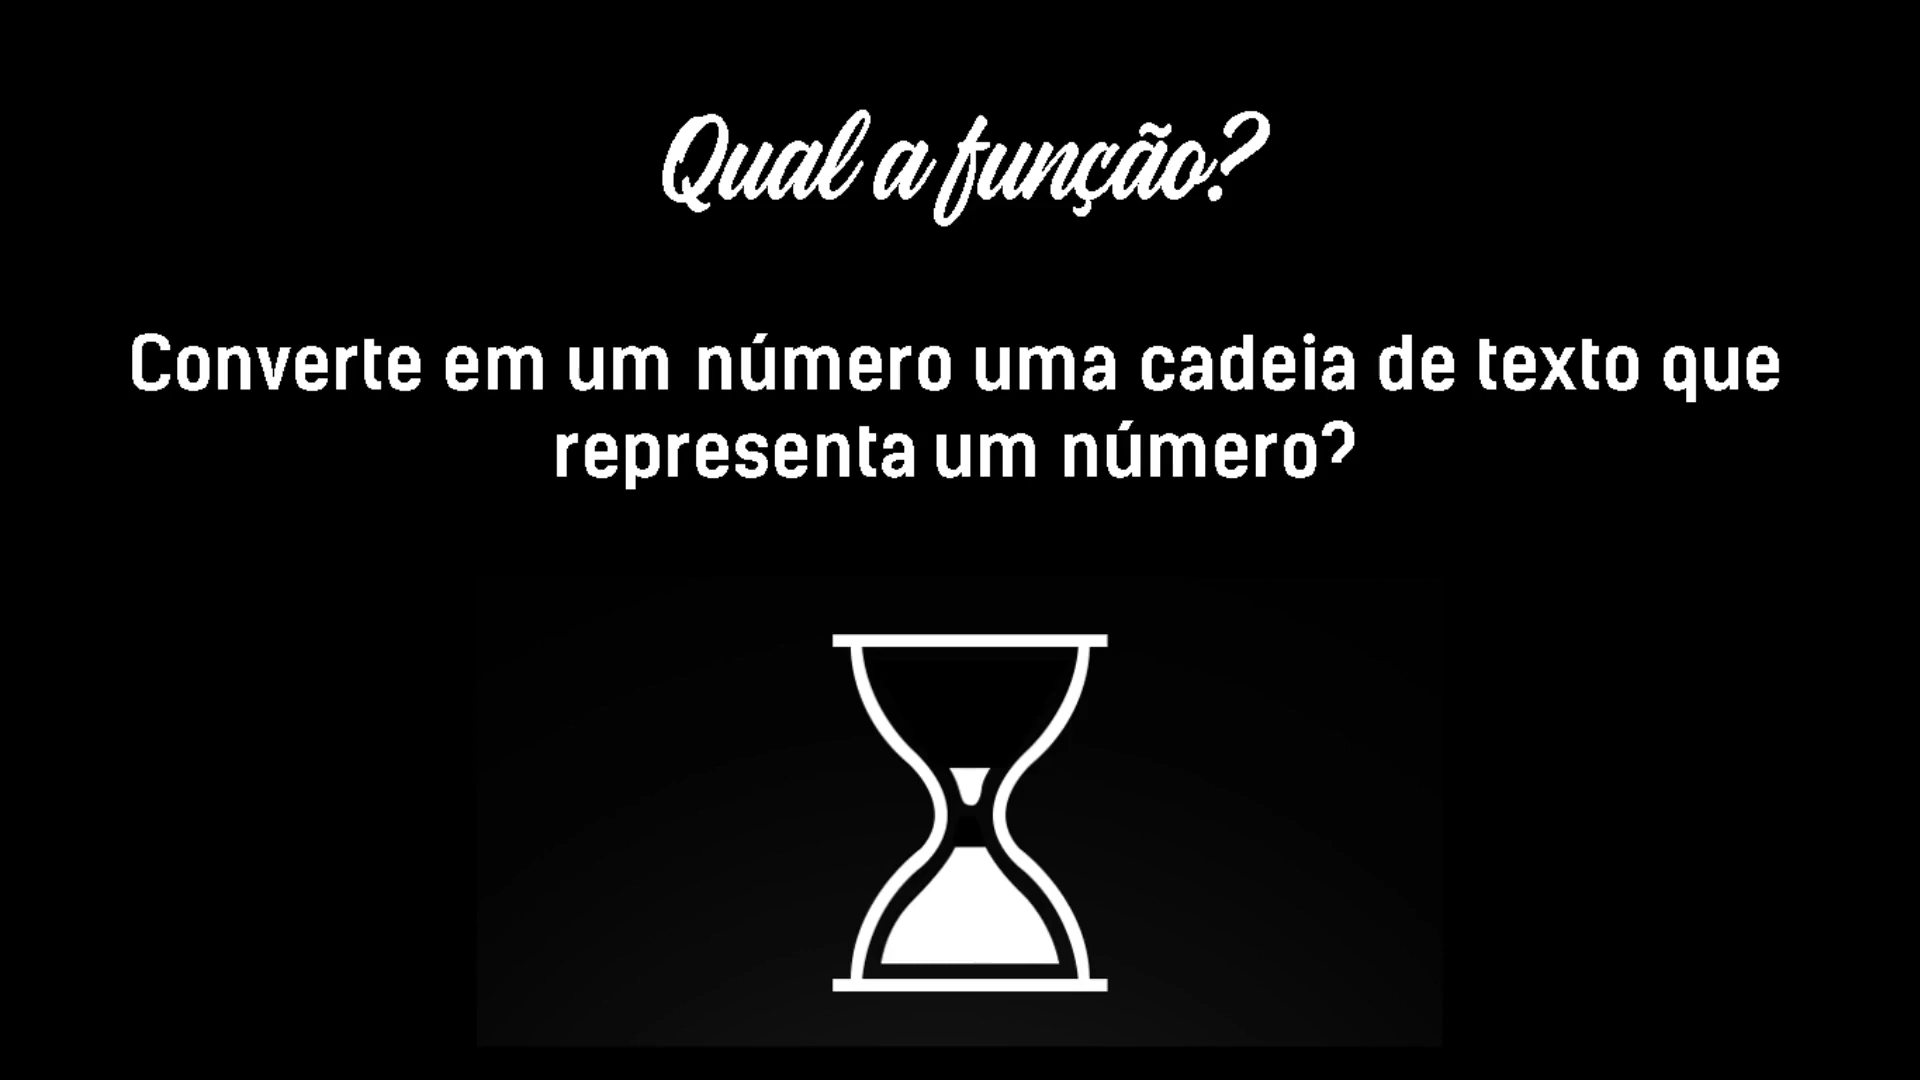 Qual a função?
Converte em um número uma cadeia de texto que
representa um número?